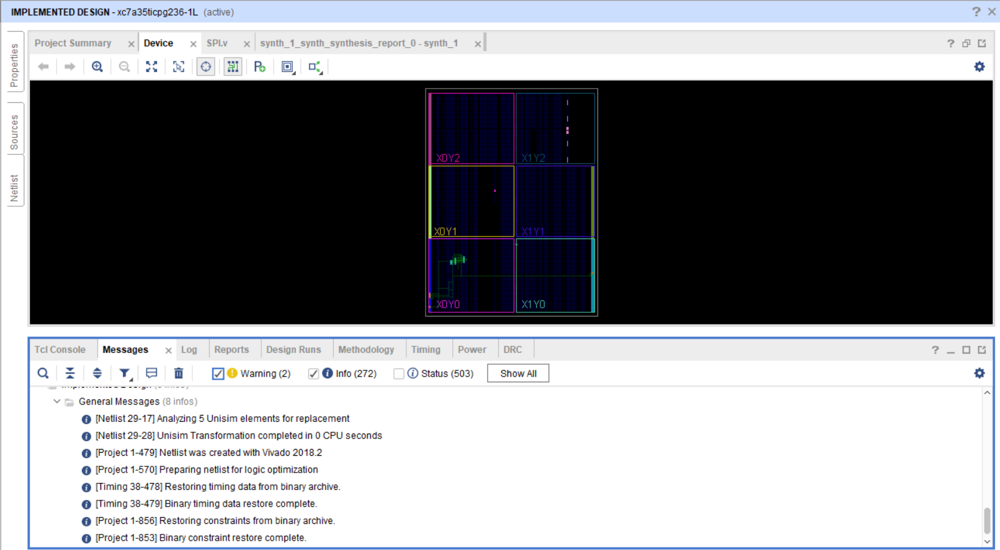 IMPLEMENTED DESIGN - xc7a35ticpg236-1L (active)
Properties
Sources
Netlist
Project Summary Device SPI.v synth_1_synth_synthesis_report_0 - synth_1
X0Y2 X1Y2
X0Y1 X1Y1
X0Y0 X1Y0
Tcl Console Messages Log Reports Design Runs Methodology Timing Power DRC
Warning (2) Info (272) Status (503) Show All
Implemented Design (8 infos)
General Messages (8 infos)
[Netlist 29-17] Analyzing 5 Unisim elements for replacement
[Netlist 29-28] Unisim Transformation completed in 0 CPU seconds
[Project 1-479] Netlist was created with Vivado 2018.2
[Project 1-570] Preparing netlist for logic optimization
[Timing 38-478] Restoring timing data from binary archive.
[Timing 38-479] Binary timing data restore complete.
[Project 1-856] Restoring constraints from binary archive.
[Project 1-853] Binary constraint restore complete.